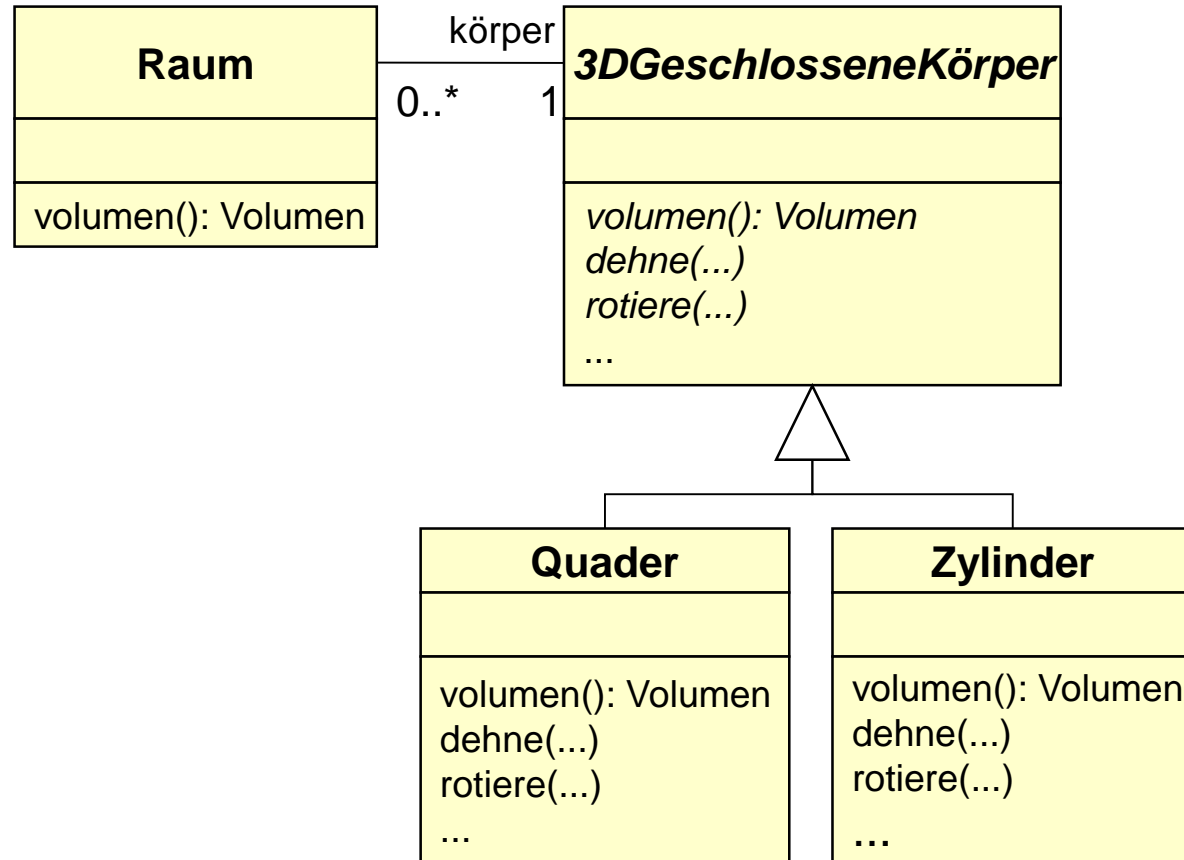 Raum
volumen(): Volumen
körper
0..* 1
3DGeschlosseneKörper
volumen(): Volumen
dehne(...)
rotiere(...)
...
Quader
volumen(): Volumen
dehne(...)
rotiere(...)
...
Zylinder
volumen(): Volumen
dehne(...)
rotiere(...)
...